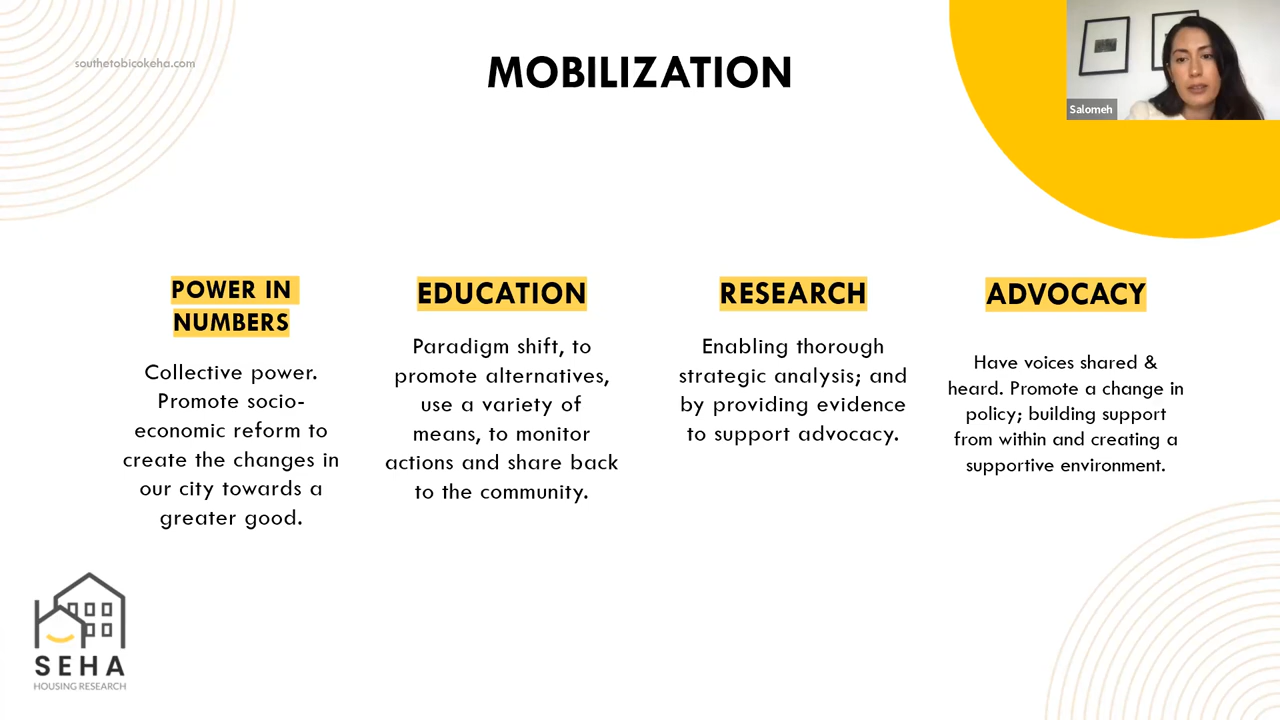 southetobicokeha.com
MOBILIZATION
Salomeh
POWER IN
NUMBERS
Collective power.
Promote socio-
economic reform to
create the changes in
our city towards a
greater good.
EDUCATION
Paradigm shift, to
promote alternatives,
use a variety of
means, to monitor
actions and share back
to the community.
RESEARCH
Enabling thorough
strategic analysis; and
by providing evidence
to support advocacy.
ADVOCACY
Have voices shared &
heard. Promote a change in
policy; building support
from within and creating a
supportive environment.
SEHA
HOUSING RESEARCH